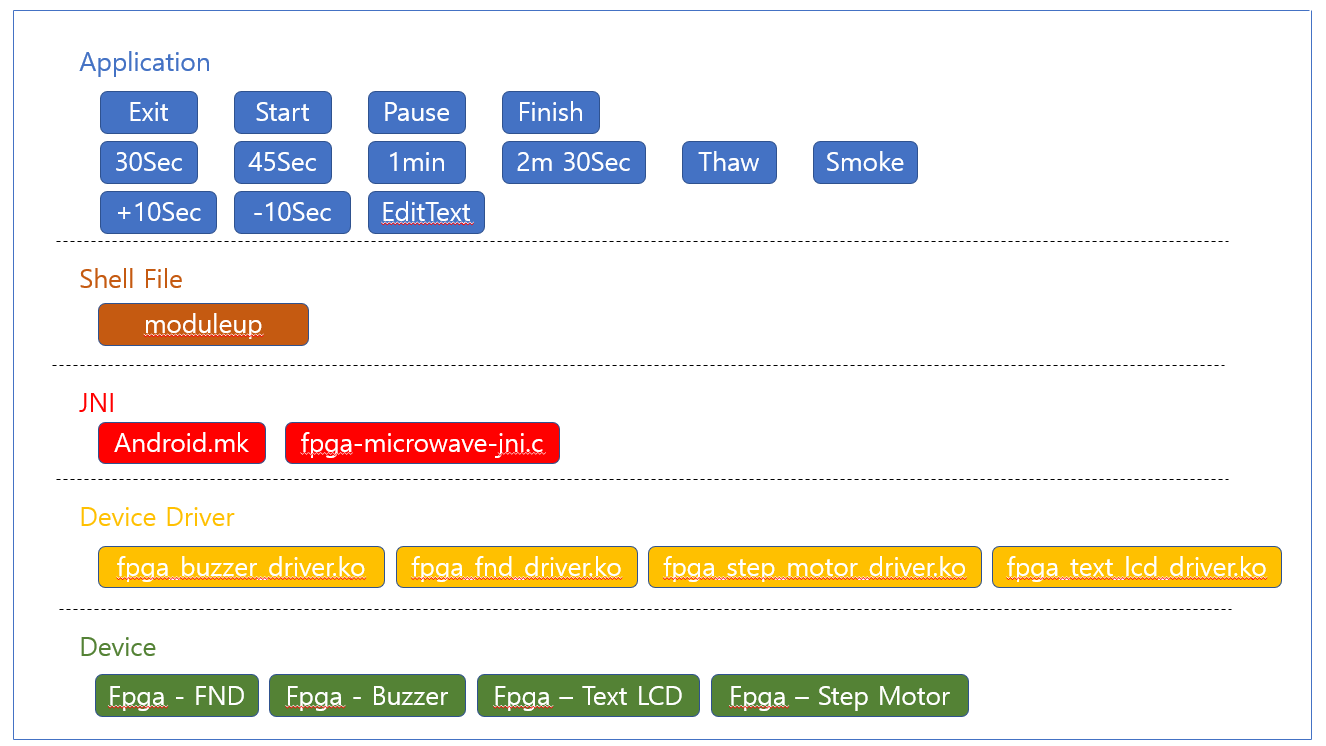 Application
Exit Start Pause Finish
30Sec 45Sec 1min 2m 30Sec Thaw Smoke
+10Sec -10Sec EditText
Shell File
moduleup
JNI
Android.mk fpga-microwave-jni.c
Device Driver
fpga_buzzer_driver.ko fpga_fnd_driver.ko fpga_step_motor_driver.ko fpga_text_lcd_driver.ko
Device
Fpga - FND Fpga - Buzzer Fpga – Text LCD Fpga – Step Motor